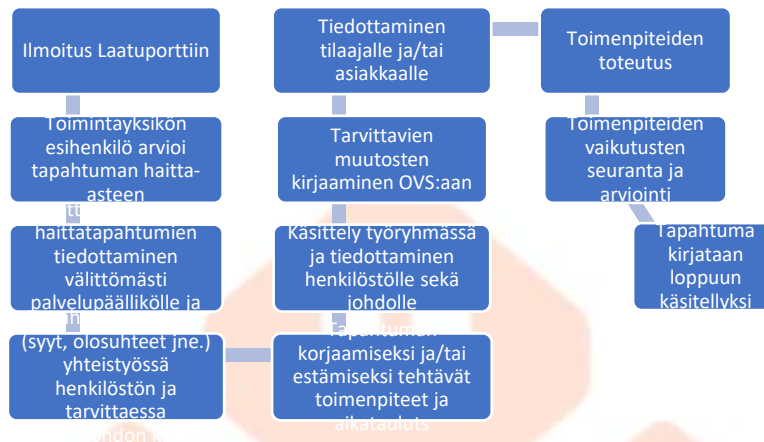 Ilmoitus Laatuporttiin
Toimintayksikön
esihenkilö arvioi
tapahtuman haitta-
asteen
haittatapahtumien
tiedottaminen
välittömästi
palvelupäällikölle ja
(syyt, olosuhteet jne.)
yhteistyössä
henkilöstön ja
tarvittaessa
Tapahtuman
korjaamiseksi ja/tai
estämiseksi tehtävät
toimenpiteet ja
aikatauluts
Käsittely työryhmässä
ja tiedottaminen
henkilöstölle sekä
johdolle
Tarvittavien
muutosten
kirjaaminen OVS:aan
Tiedottaminen
tilaajalle ja/tai
asiakkaalle
Toimenpiteiden
toteutus
Toimenpiteiden
vaikutusten
seuranta ja
arviointi
Tapahtuma
kirjataan
loppuun
käsitellyksi